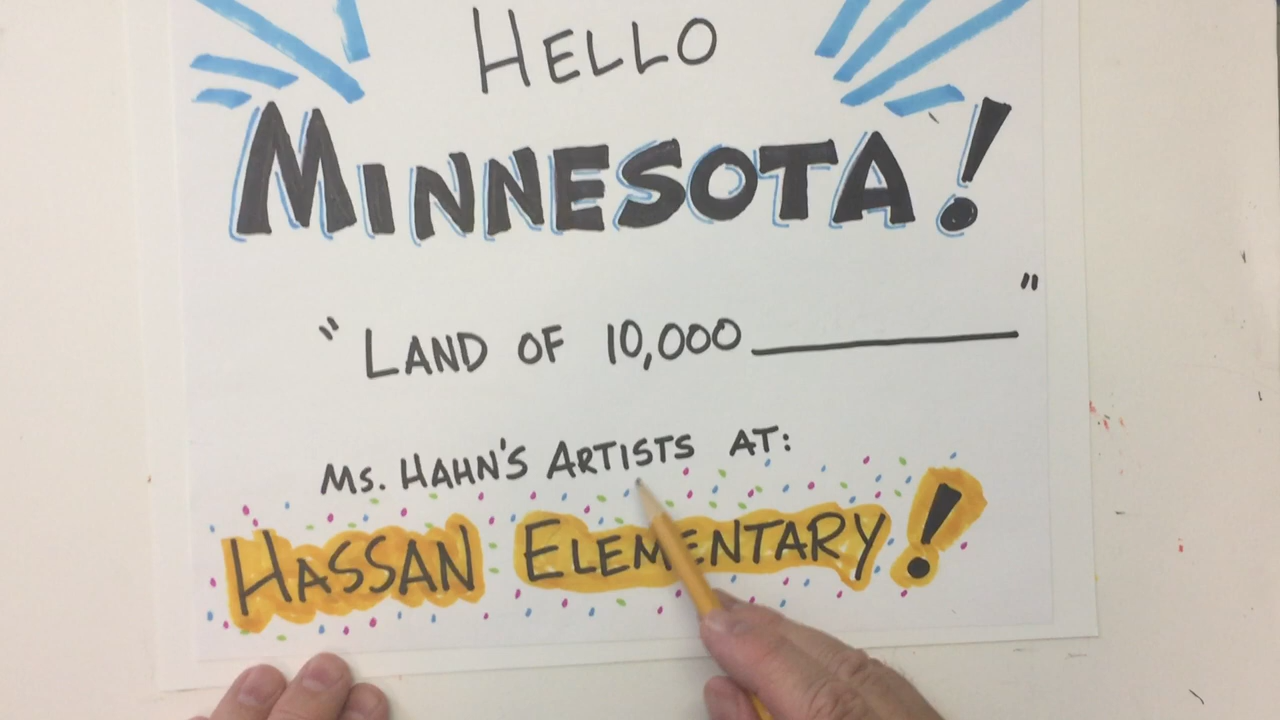 HELLO
MINNESOTA!
"LAND OF 10,000 ________"
MS. HAHN'S ARTISTS AT:
HASSAN ELEMENTARY!